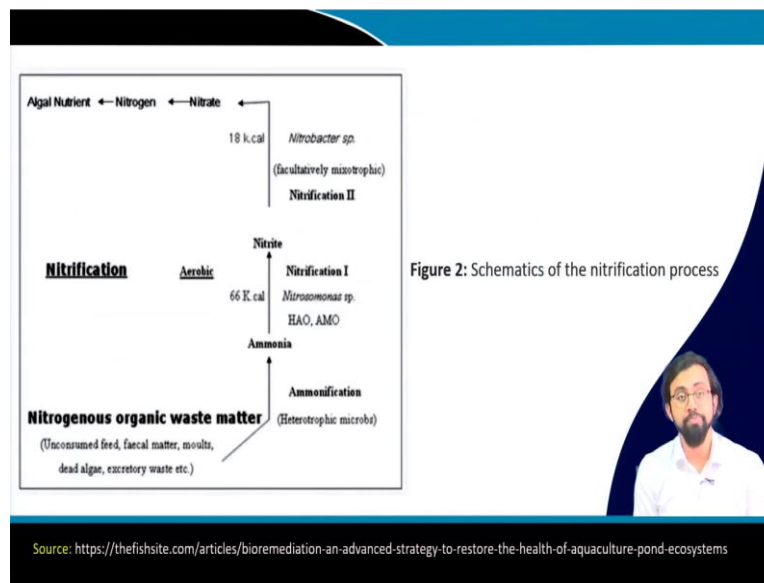 Algal Nutrient ← Nitrogen ← Nitrate ←
18 k.cal Nitrobacter sp.
(facultatively mixotrophic)
Nitrification II
Nitrite
Nitrification Aerobic Nitrification I
66 K.cal Nitrosomonas sp.
HAO, AMO
Ammonia
Ammonification
Nitrogenous organic waste matter (Heterotrophic microbs)
(Unconsumed feed, faecal matter, moults,
dead algae, excretory waste etc.)
Figure 2: Schematics of the nitrification process
Source: https://thefishsite.com/articles/bioremediation-an-advanced-strategy-to-restore-the-health-of-aquaculture-pond-ecosystems